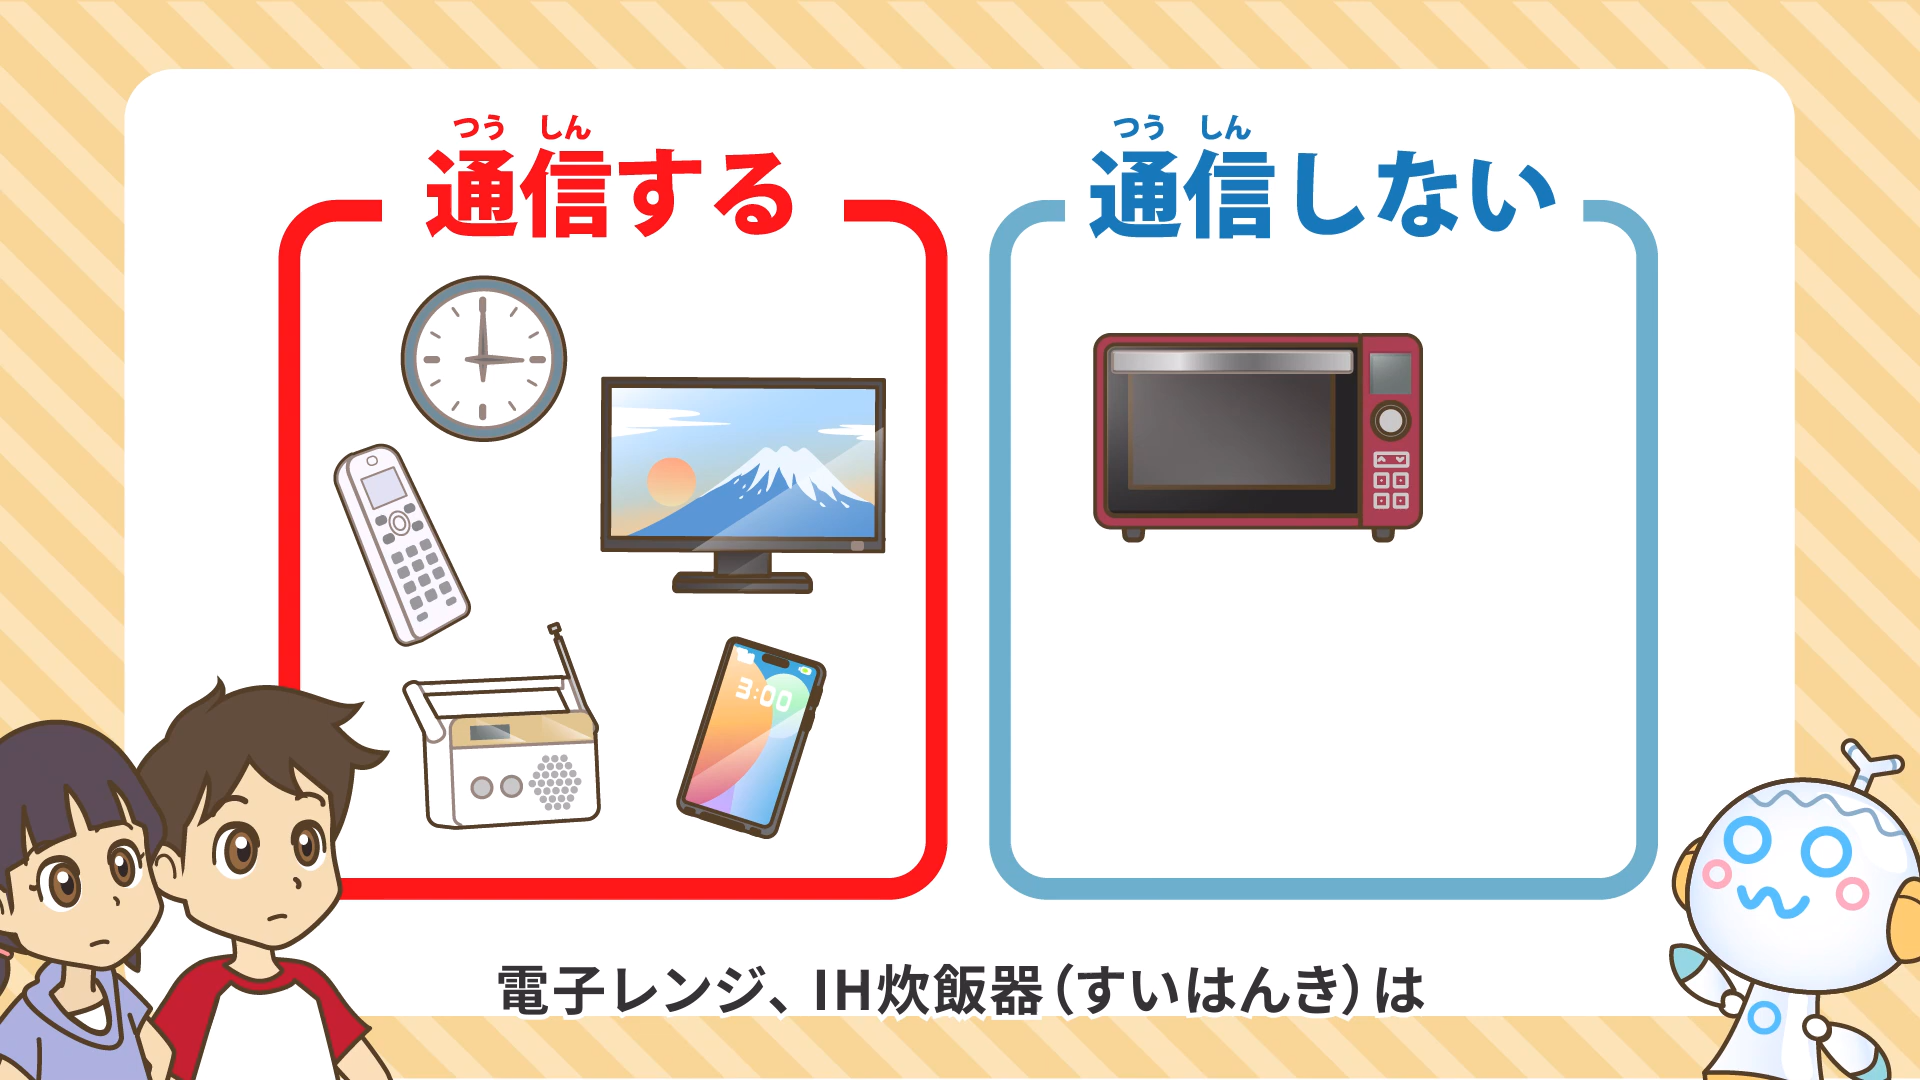 つう しん
通信する
つう しん
通信しない
3:00
電子レンジ、IH炊飯器(すいはんき)は